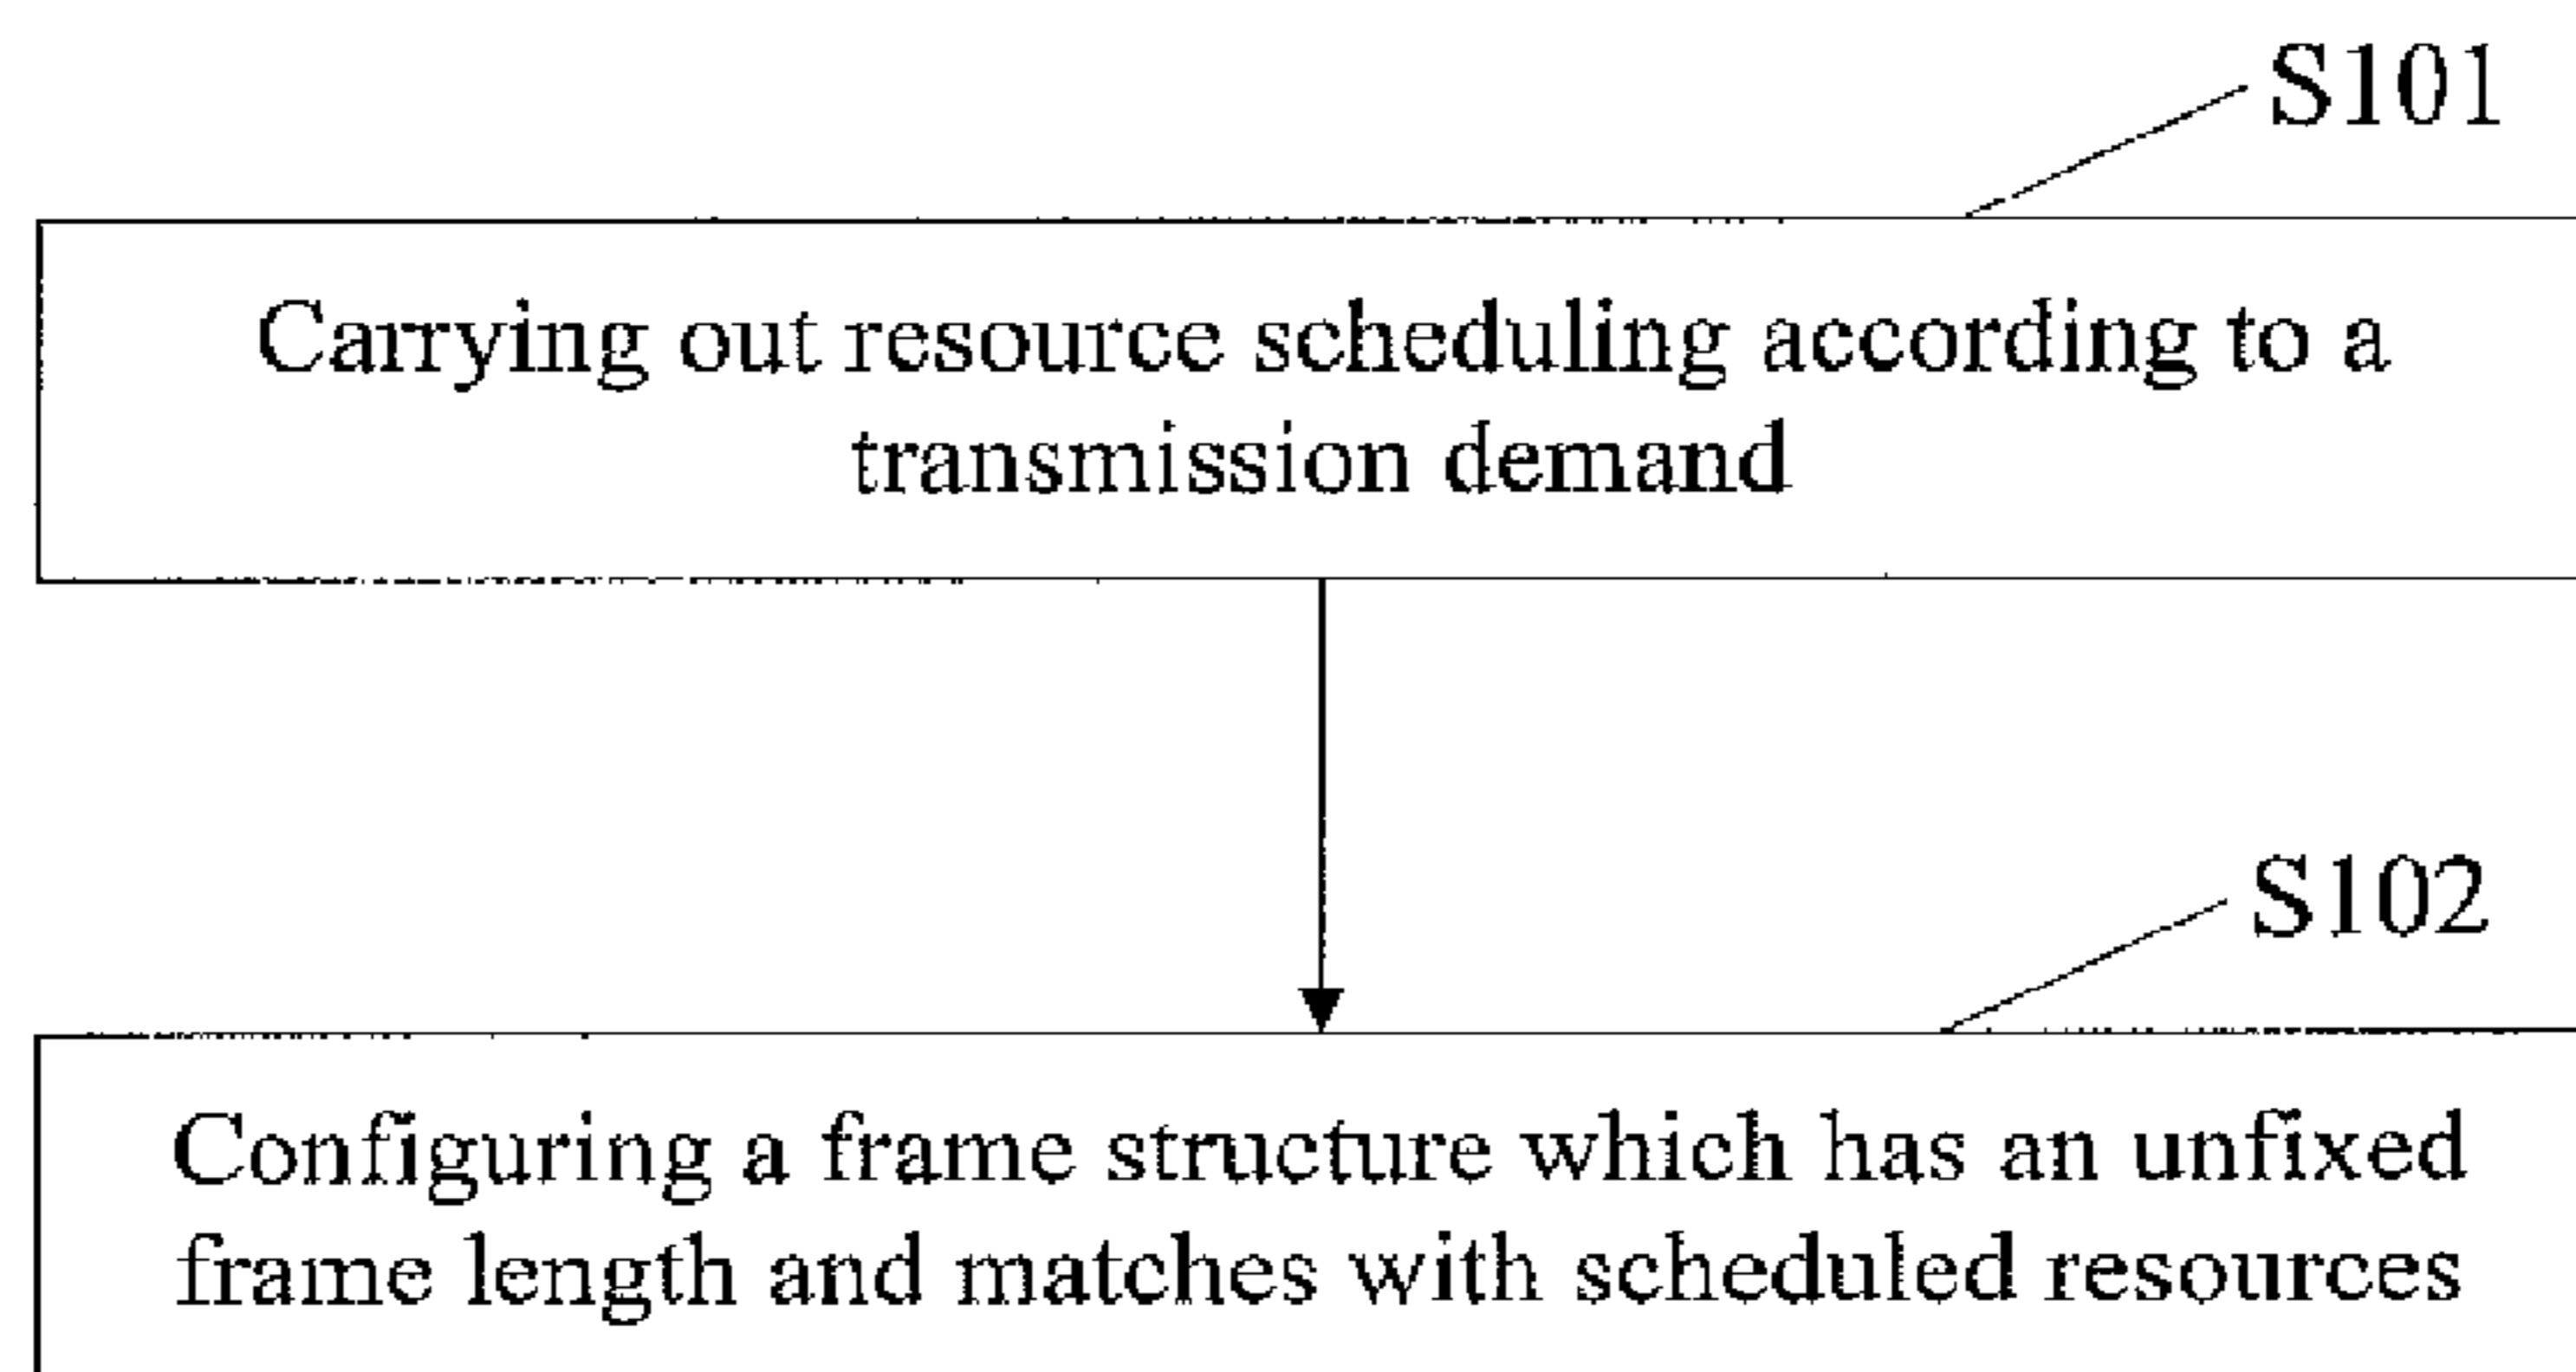 S101
Carrying out resource scheduling according to a
transmission demand
S102
Configuring a frame structure which has an unfixed
frame length and matches with scheduled resources